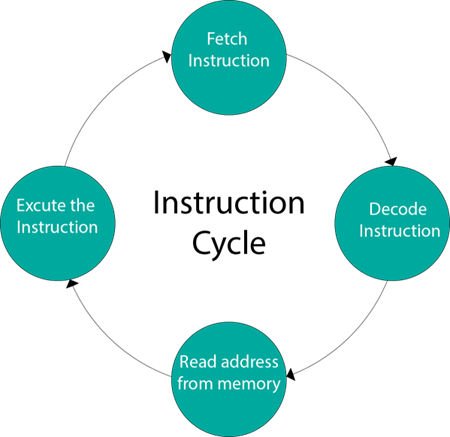 Fetch
Instruction
Excute the
Instruction
Instruction
Cycle
Decode
Instruction
Read address
from memory